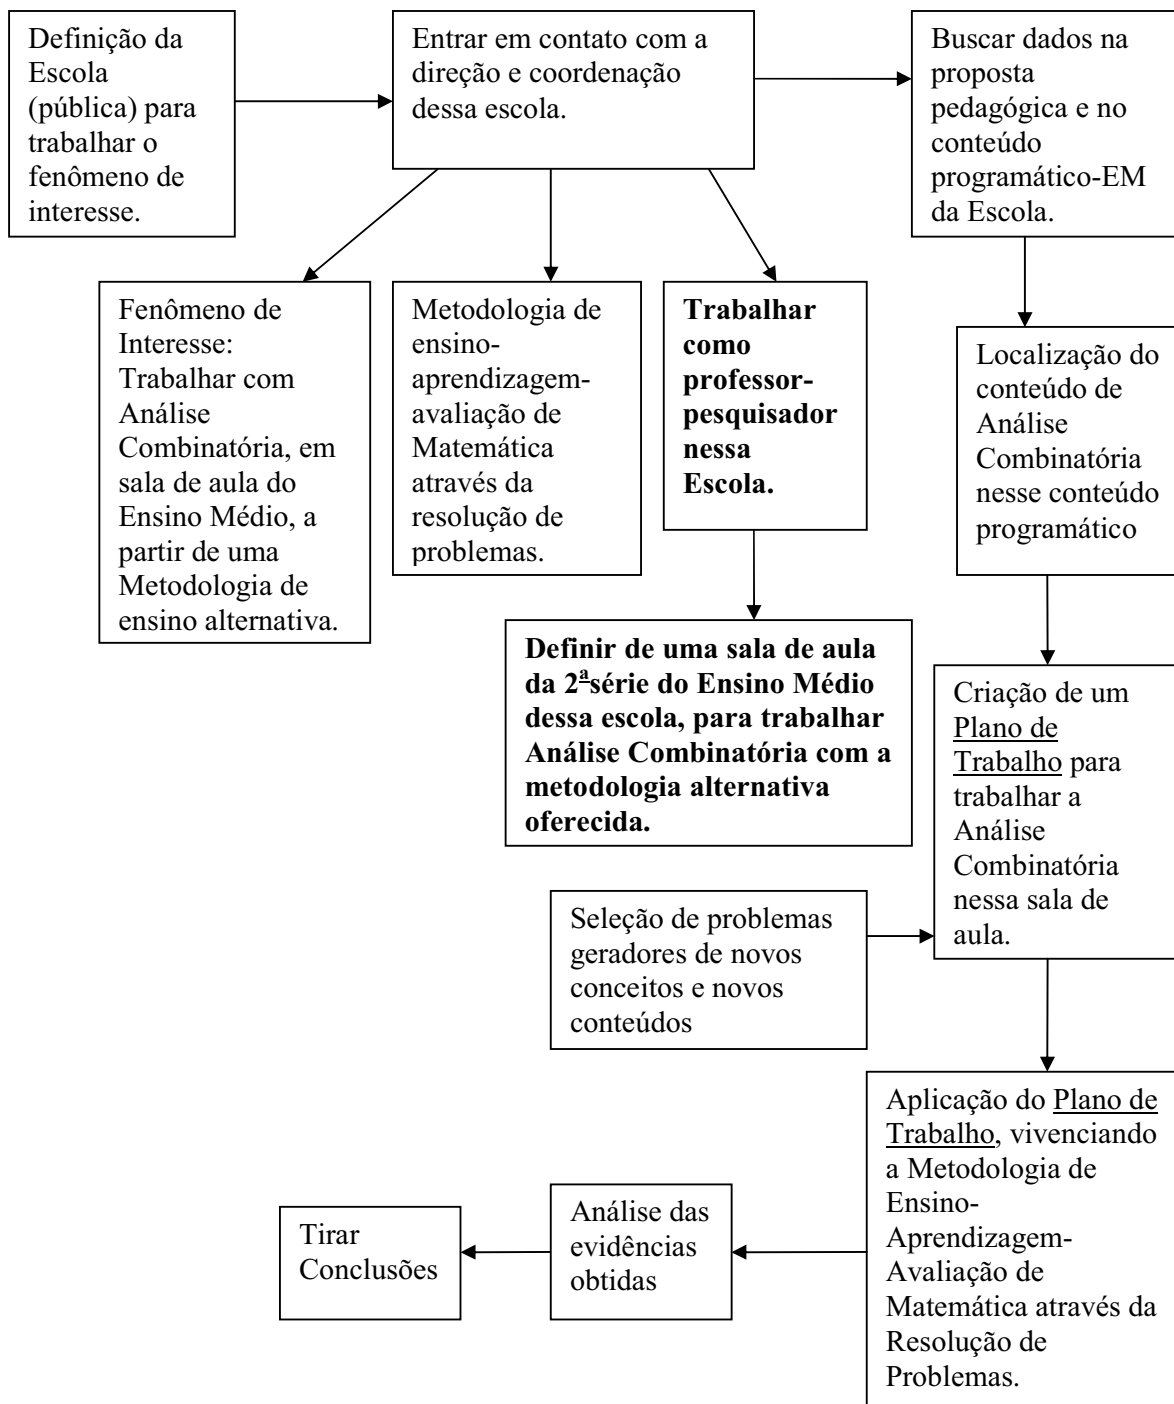 Definição da
Escola
(pública) para
trabalhar o
fenômeno de
interesse.
Entrar em contato com a
direção e coordenação
dessa escola.
Buscar dados na
proposta
pedagógica e no
conteúdo
programático-EM
da Escola.
Fenômeno de
Interesse:
Trabalhar com
Análise
Combinatória, em
sala de aula do
Ensino Médio, a
partir de uma
Metodologia de
ensino alternativa.
Metodologia de
ensino-
aprendizagem-
avaliação de
Matemática
através da
resolução de
problemas.
Trabalhar
como
professor-
pesquisador
nessa
Escola.
Localização do
conteúdo de
Análise
Combinatória
nesse conteúdo
programático
Definir de uma sala de aula
da 2ª série do Ensino Médio
dessa escola, para trabalhar
Análise Combinatória com a
metodologia alternativa
oferecida.
Criação de um
Plano de
Trabalho para
trabalhar a
Análise
Combinatória
nessa sala de
aula.
Seleção de problemas
geradores de novos
conceitos e novos
conteúdos
Aplicação do Plano de
Trabalho, vivenciando
a Metodologia de
Ensino-
Aprendizagem-
Avaliação de
Matemática através da
Resolução de
Problemas.
Análise das
evidências
obtidas
Tirar
Conclusões